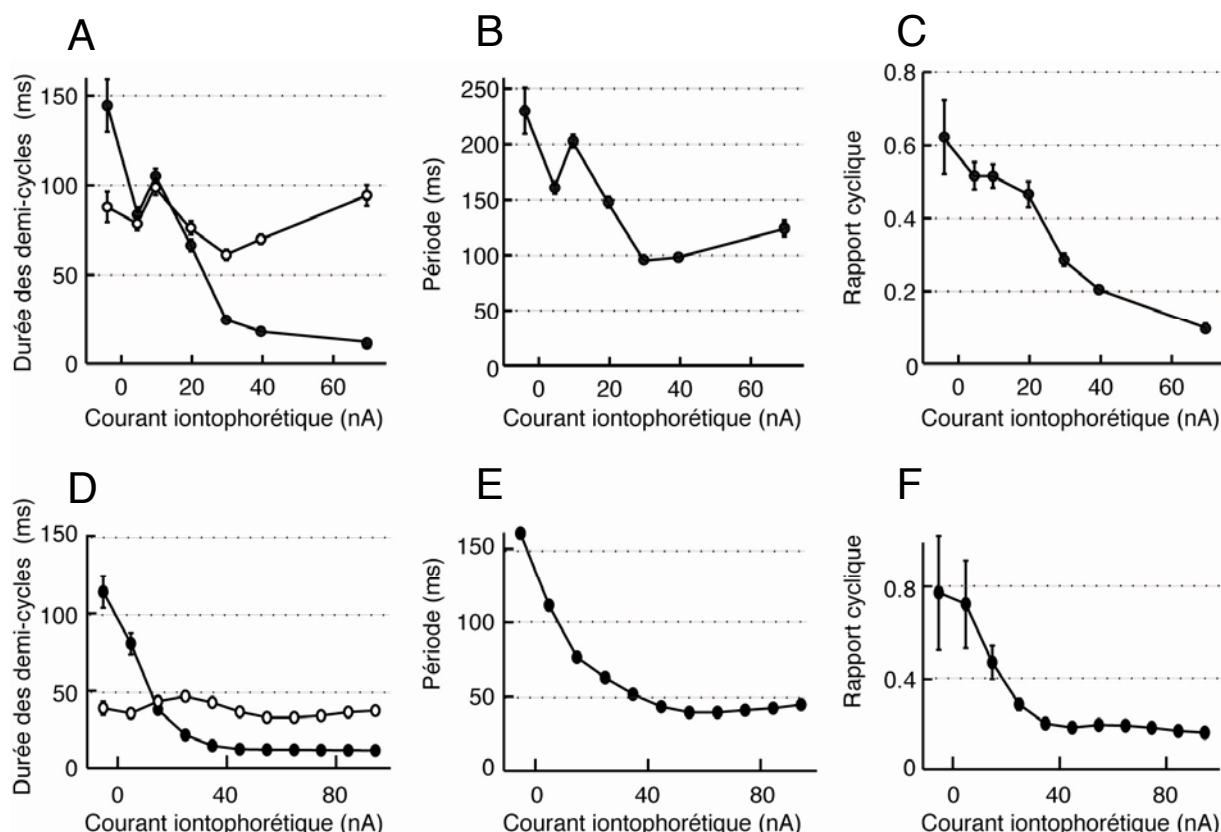 A
B
C
Durée des demi-cycles (ms)
150
100
50
0
0 20 40 60
Courant iontophorétique (nA)
Période (ms)
250
200
150
100
50
0
0 20 40 60
Courant iontophorétique (nA)
Rapport cyclique
0.8
0.6
0.4
0.2
0
0 20 40 60
Courant iontophorétique (nA)
D
E
F
Durée des demi-cycles (ms)
150
100
50
0
0 40 80
Courant iontophorétique (nA)
Période (ms)
150
100
50
0
0 40 80
Courant iontophorétique (nA)
Rapport cyclique
0.8
0.4
0
0 40 80
Courant iontophorétique (nA)